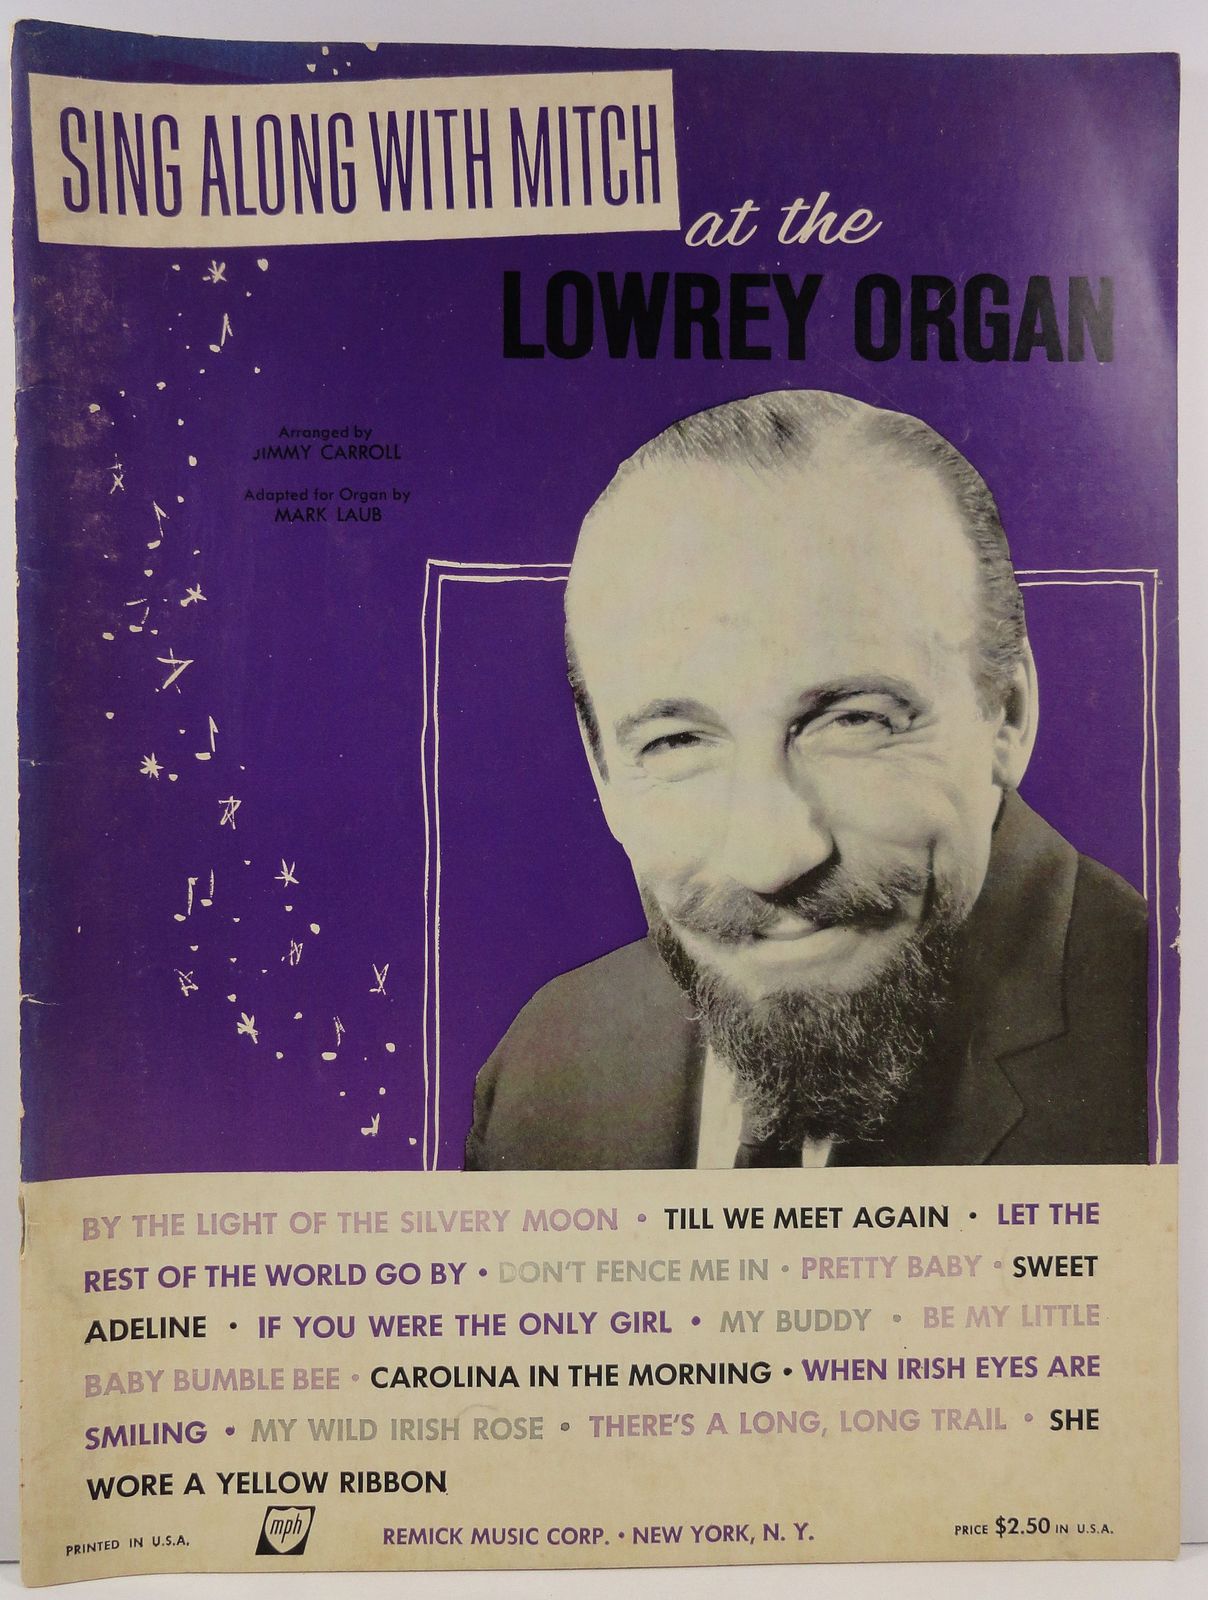 SING ALONG WITH MITCH
at the
LOWREY ORGAN
Arranged by
JIMMY CARROLL
Adapted for Organ by
MARK LAUB
BY THE LIGHT OF THE SILVERY MOON • TILL WE MEET AGAIN • LET THE
REST OF THE WORLD GO BY • DON'T FENCE ME IN • PRETTY BABY • SWEET
ADELINE • IF YOU WERE THE ONLY GIRL • MY BUDDY • BE MY LITTLE
BABY BUMBLE BEE • CAROLINA IN THE MORNING • WHEN IRISH EYES ARE
SMILING • MY WILD IRISH ROSE • THERE'S A LONG, LONG TRAIL • SHE
WORE A YELLOW RIBBON
PRINTED IN U.S.A.
mph
REMICK MUSIC CORP. • NEW YORK, N. Y.
PRICE $2.50 IN U.S.A.